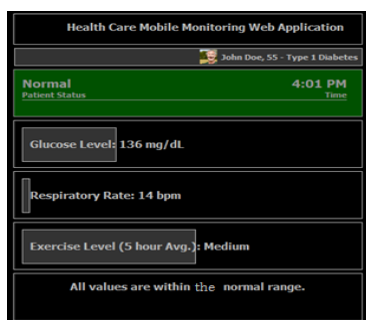 Health Care Mobile Monitoring Web Application
John Doe, 55 - Type 1 Diabetes
Normal 4:01 PM
Patient Status Time
Glucose Level: 136 mg/dL
Respiratory Rate: 14 bpm
Exercise Level (5 hour Avg.): Medium
All values are within the normal range.